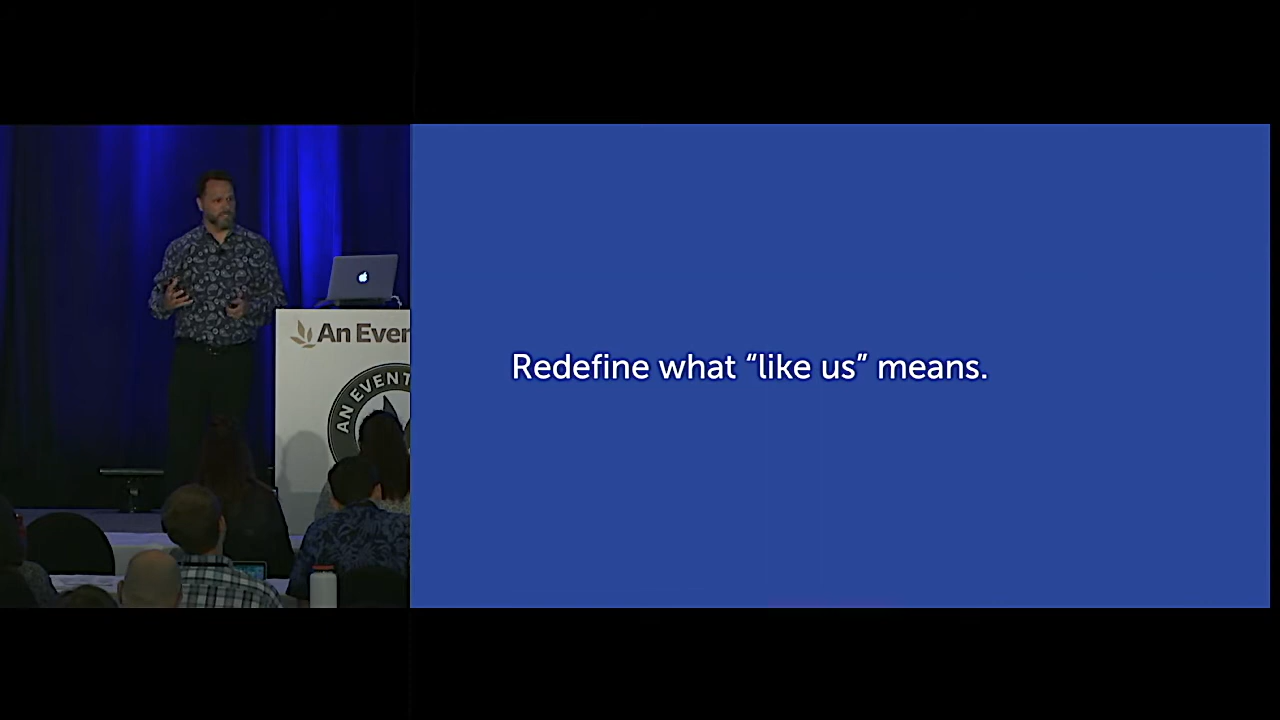 An Even
AN EVENT
Redefine what “like us” means.